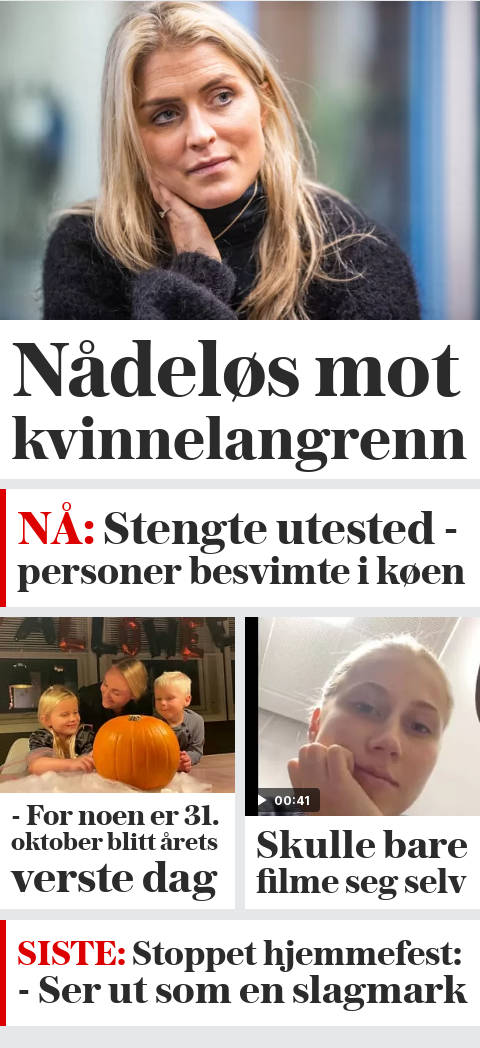 Nådeløs mot
kvinnelangrenn
NÅ: Stengte utested -
personer besvimte i køen
- For noen er 31.
oktober blitt årets
verste dag
00:41
Skulle bare
filme seg selv
SISTE: Stoppet hjemmefest:
- Ser ut som en slagmark